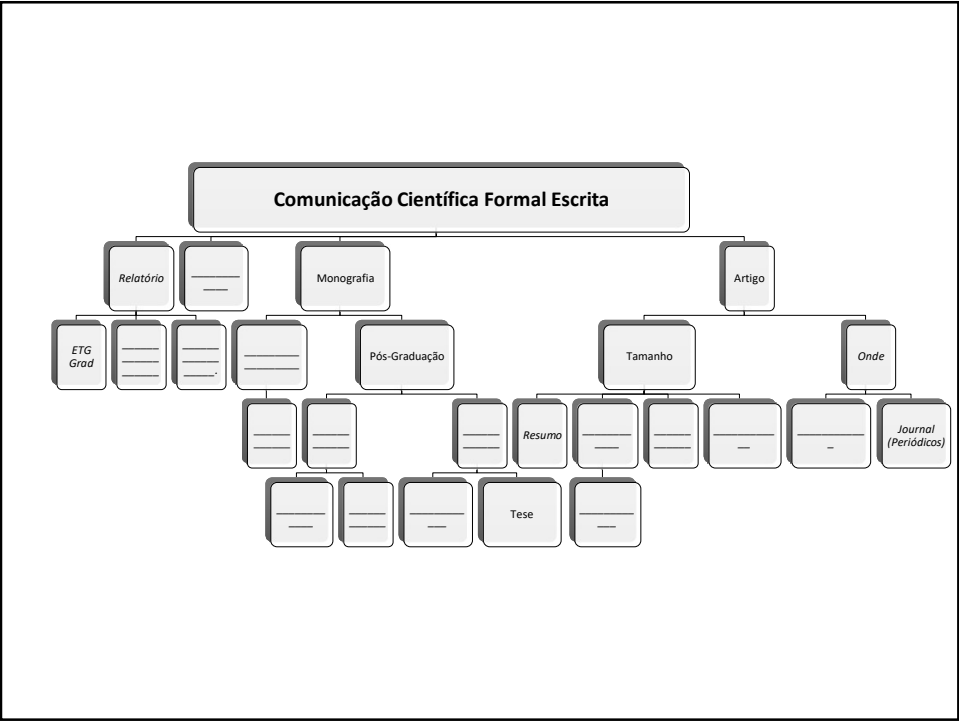 Comunicação Científica Formal Escrita
Relatório
Monografia
Artigo
ETG
Grad
Pós-Graduação
Tamanho
Onde
Resumo
Journal
(Periódicos)
Tese